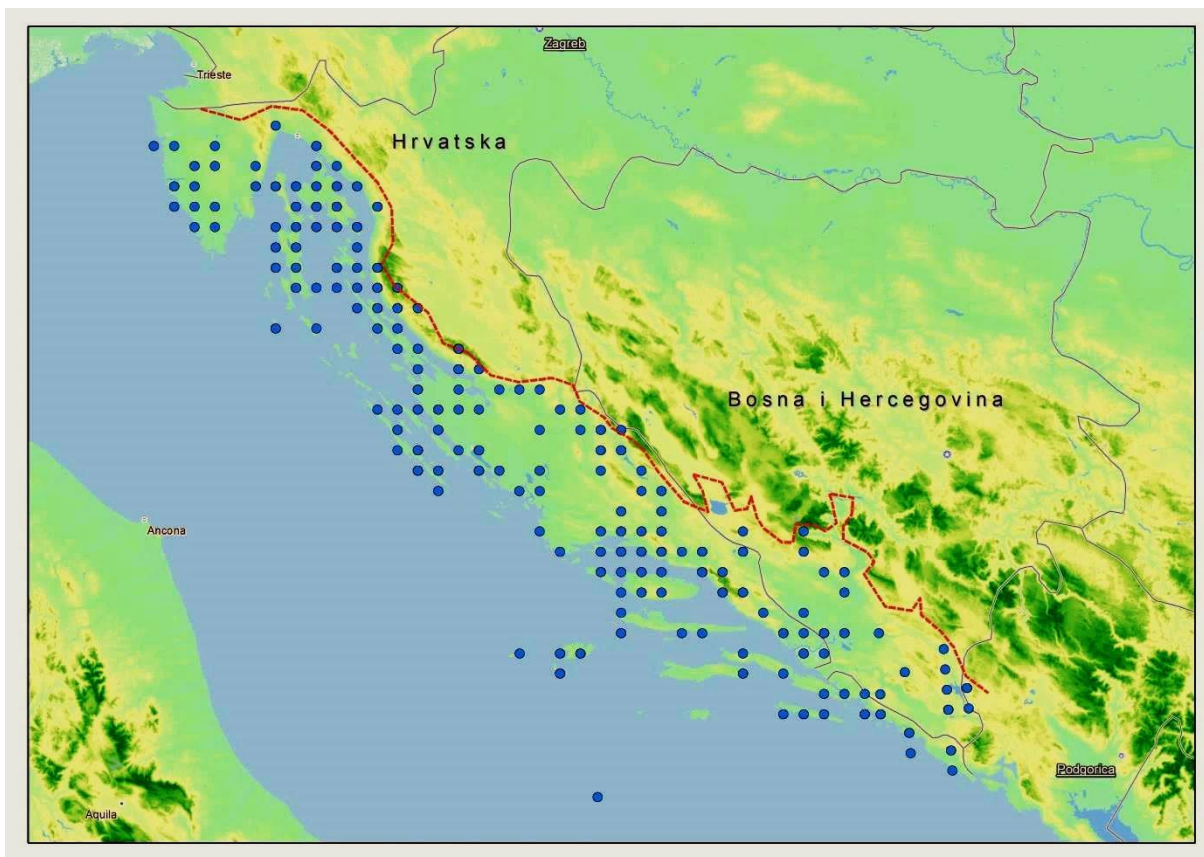 Zagreb
Trieste
Hrvatska
Bosna i Hercegovina
Ancona
Podgorica
Aquila